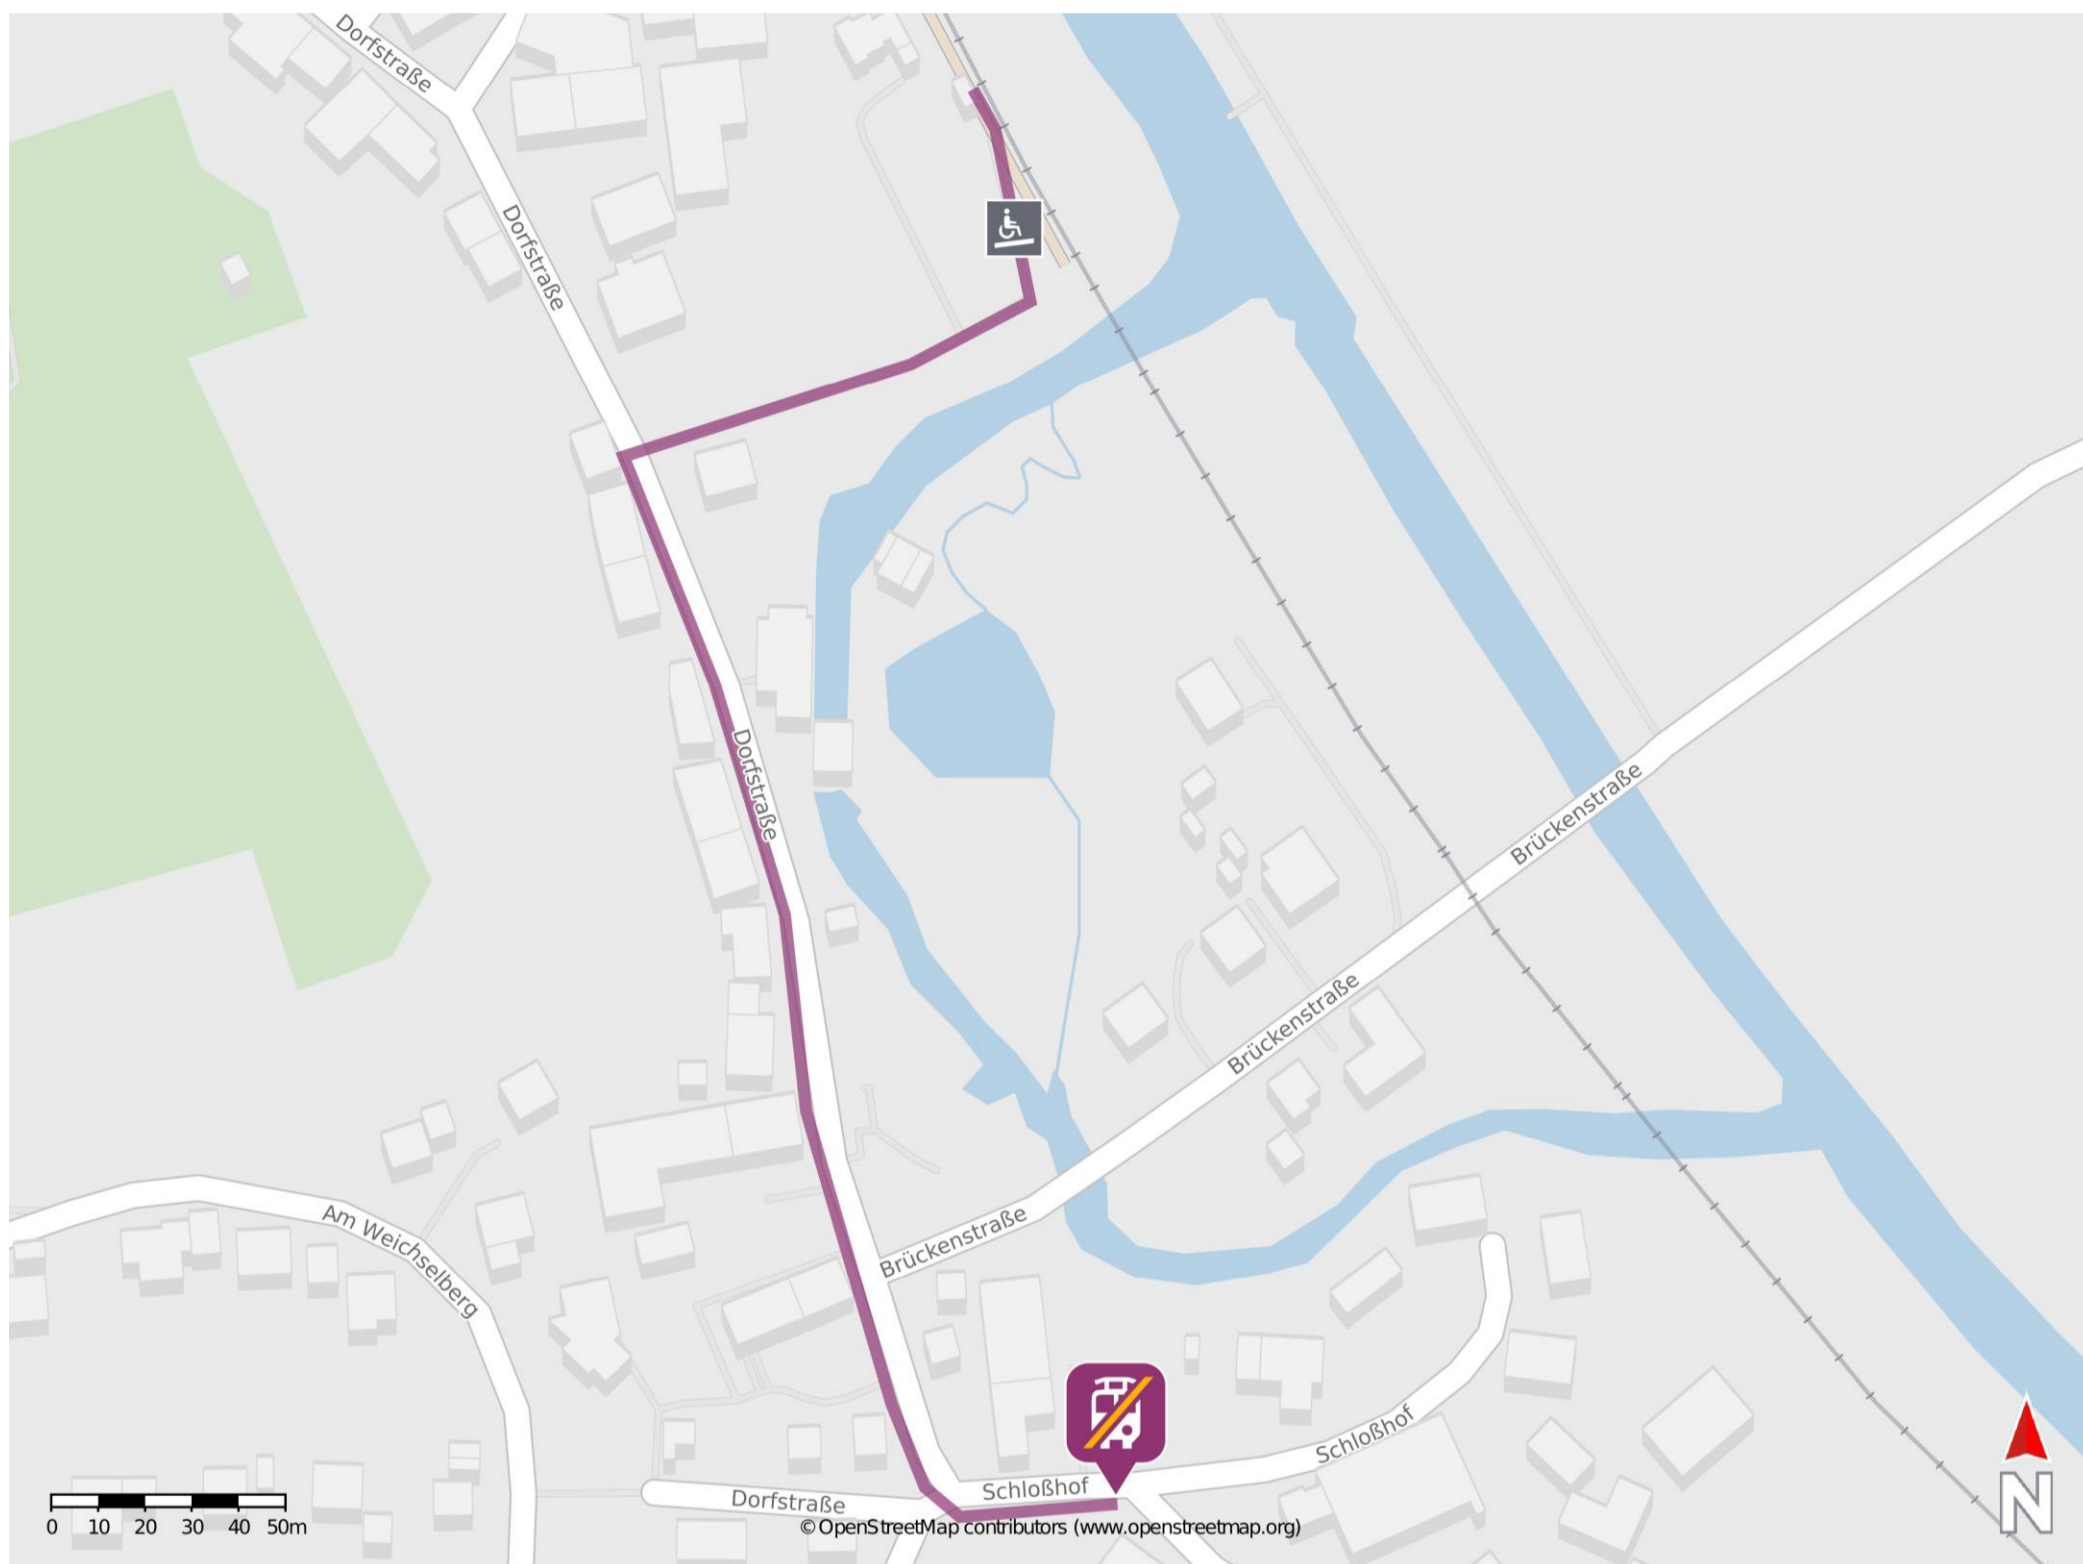 Dorfstraße
Dorfstraße
Dorfstraße
Brückenstraße
Brückenstraße
Brückenstraße
Am Weichselberg
Schloßhof
Schloßhof
Dorfstraße
0 10 20 30 40 50m
© OpenStreetMap contributors (www.openstreetmap.org)
N